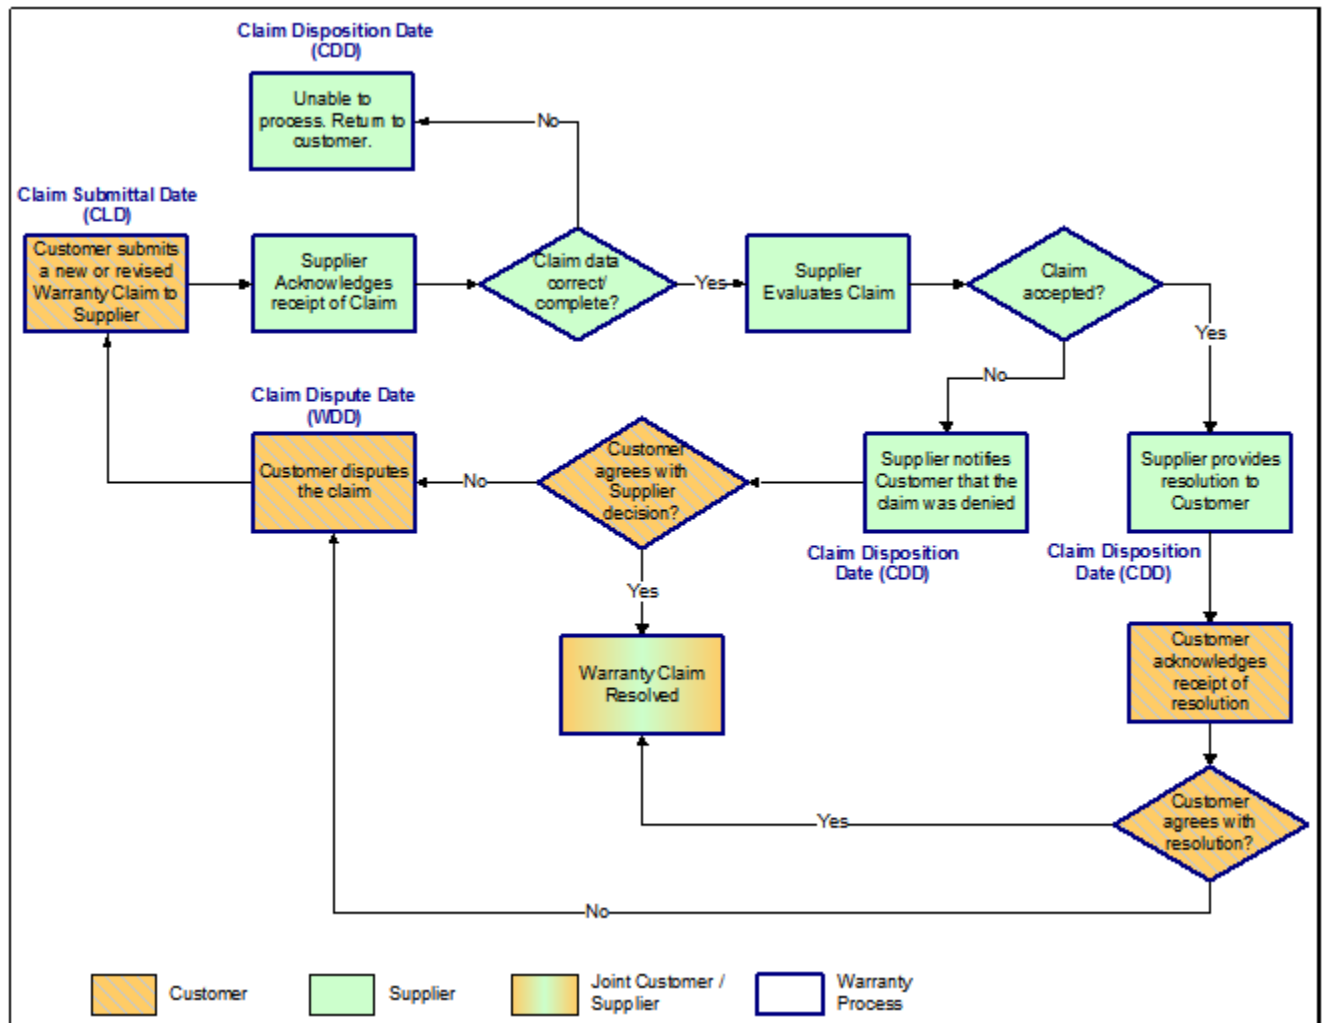 Claim Disposition Date
(CDD)
Unable to
process. Return to
customer.
No
Claim Submittal Date
(CLD)
Customer submits
a new or revised
Warranty Claim to
Supplier
Supplier
Acknowledges
receipt of Claim
Claim data
correct/
complete?
Yes
Supplier
Evaluates Claim
Claim
accepted?
Yes
No
Claim Dispute Date
(WDD)
Customer disputes
the claim
No
Customer
agrees with
Supplier
decision?
Supplier notifies
Customer that the
claim was denied
Supplier provides
resolution to
Customer
Claim Disposition
Date (CDD)
Claim Disposition
Date (CDD)
Yes
Warranty Claim
Resolved
Customer
acknowledges
receipt of
resolution
Yes
Customer
agrees with
resolution?
No
Customer
Supplier
Joint Customer /
Supplier
Warranty
Process